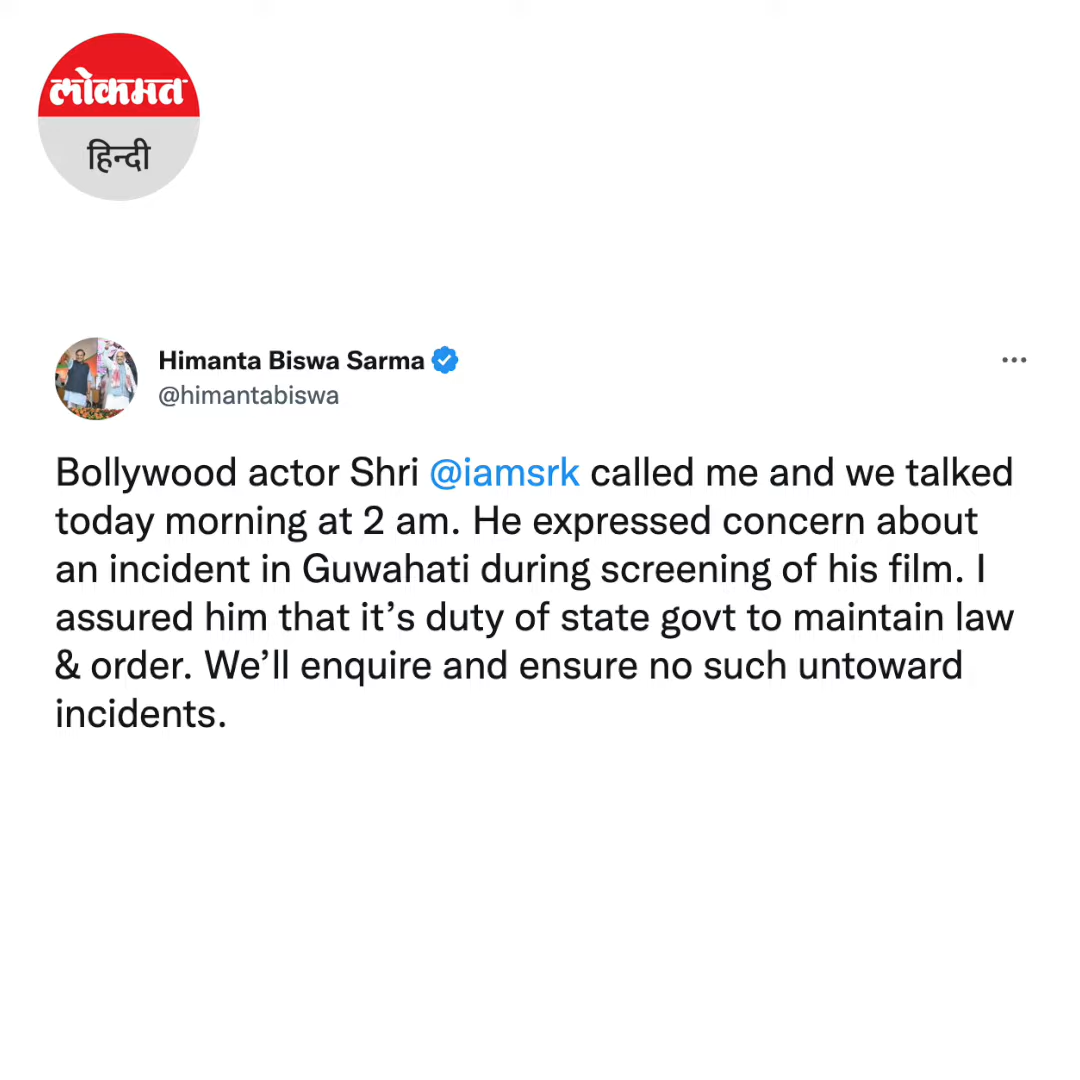 लोकमत
हिन्दी
Himanta Biswa Sarma
@himantabiswa
Bollywood actor Shri @iamsrk called me and we talked
today morning at 2 am. He expressed concern about
an incident in Guwahati during screening of his film. I
assured him that it’s duty of state govt to maintain law
& order. We’ll enquire and ensure no such untoward
incidents.